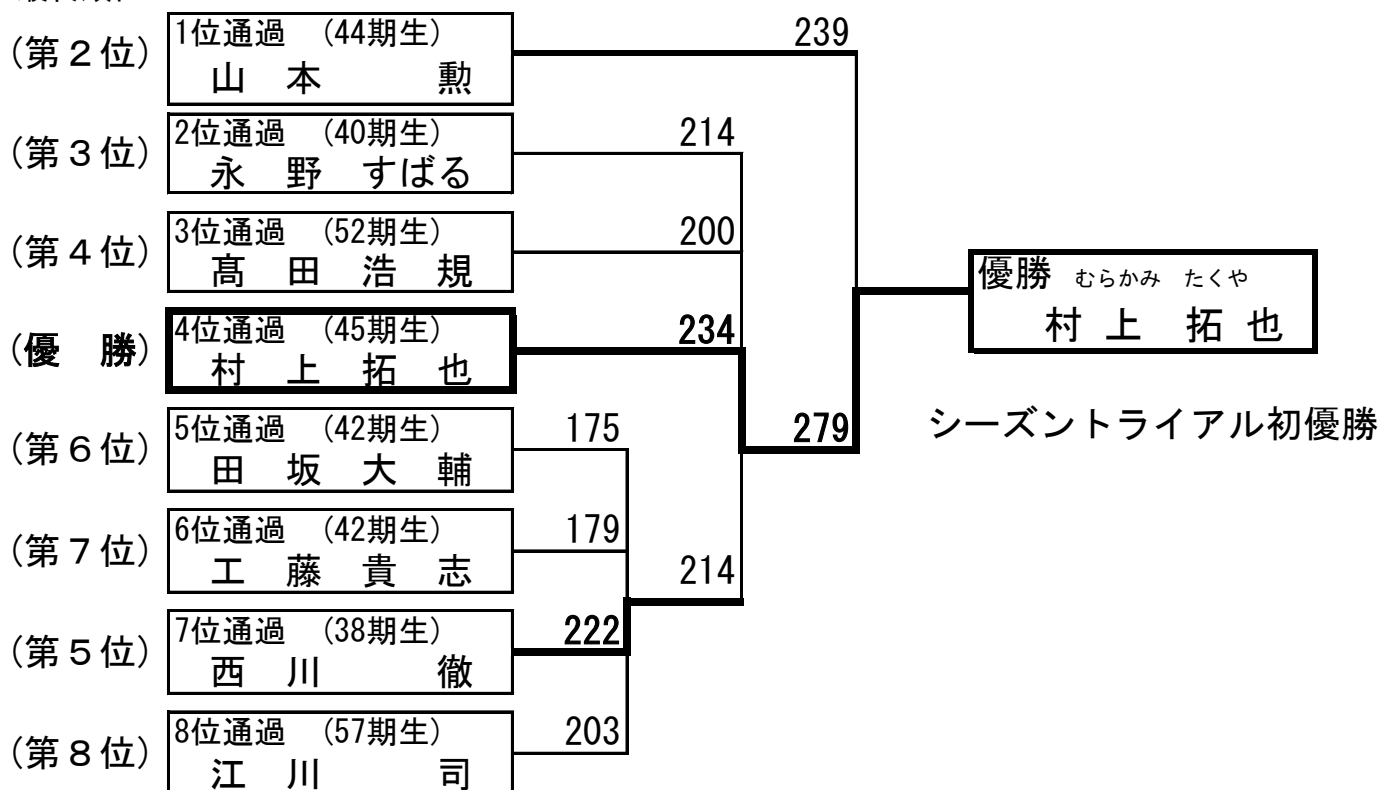 1位通過 (44期生) 239
(第2位) 山本 勲
2位通過 (40期生) 214
(第3位) 永野 すばる
3位通過 (52期生) 200
(第4位) 髙田浩規
優勝 むらかみ たくや
村上 拓也
4位通過 (45期生) 234
(優勝) 村上拓也
シーズントライアル初優勝
279
5位通過 (42期生) 175
(第6位) 田坂大輔
6位通過 (42期生) 179
(第7位) 工藤貴志
214
7位通過 (38期生) 222
(第5位) 西川 徹
8位通過 (57期生) 203
(第8位) 江川 司